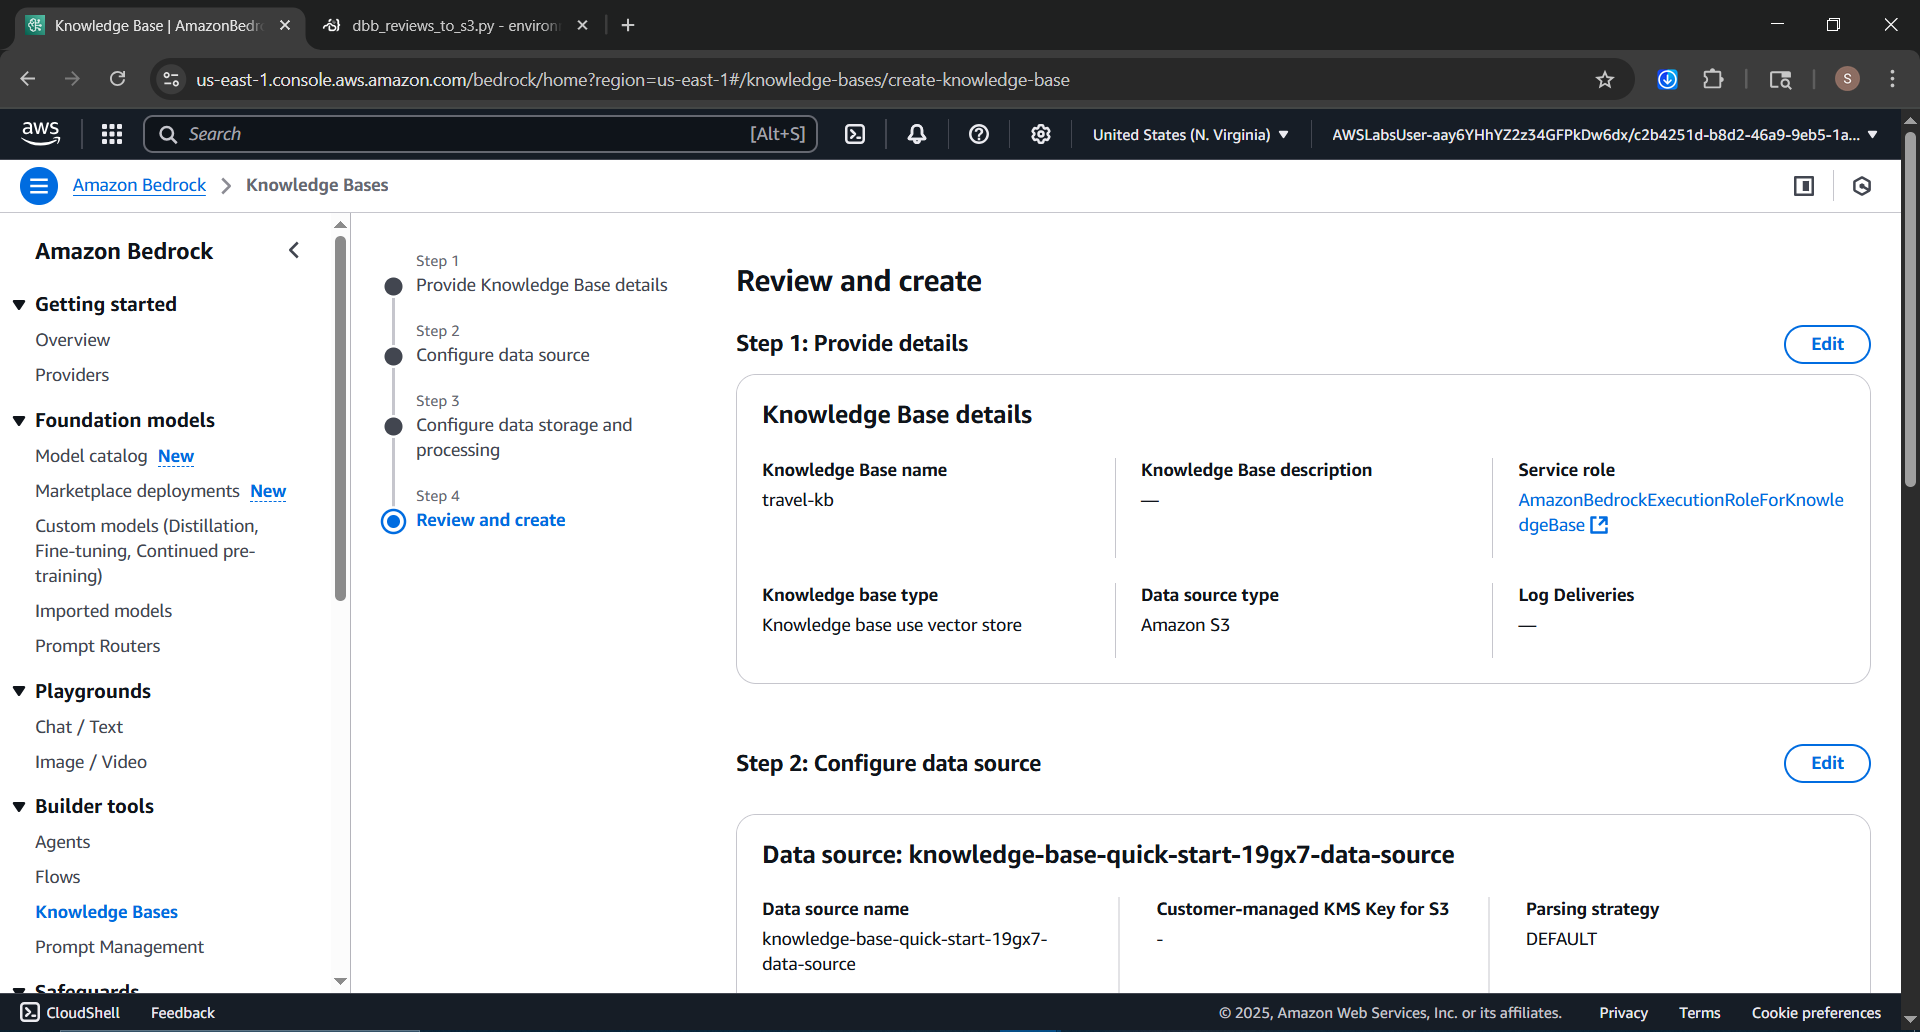 Knowledge Base | AmazonBedr
dbb_reviews_to_s3.py - environ
us-east-1.console.aws.amazon.com/bedrock/home?region=us-east-1#/knowledge-bases/create-knowledge-base
S
aws
Search
[Alt+S]
United States (N. Virginia)
AWSLabsUser-aay6YHhYZ2z34GFPkDw6dx/c2b4251d-b8d2-46a9-9eb5-1a...
Amazon Bedrock
Knowledge Bases
Amazon Bedrock
Getting started
Overview
Providers
Foundation models
Model catalog New
Marketplace deployments New
Custom models (Distillation,
Fine-tuning, Continued pre-
training)
Imported models
Prompt Routers
Playgrounds
Chat / Text
Image / Video
Builder tools
Agents
Flows
Knowledge Bases
Prompt Management
Safeguards
Step 1
Provide Knowledge Base details
Step 2
Configure data source
Step 3
Configure data storage and
processing
Step 4
Review and create
Review and create
Step 1: Provide details
Edit
Knowledge Base details
Knowledge Base name
travel-kb
Knowledge Base description
—
Service role
AmazonBedrockExecutionRoleForKnowle
dgeBase
Knowledge base type
Knowledge base use vector store
Data source type
Amazon S3
Log Deliveries
—
Step 2: Configure data source
Edit
Data source: knowledge-base-quick-start-19gx7-data-source
Data source name
knowledge-base-quick-start-19gx7-
data-source
Customer-managed KMS Key for S3
-
Parsing strategy
DEFAULT
CloudShell
Feedback
© 2025, Amazon Web Services, Inc. or its affiliates.
Privacy
Terms
Cookie preferences